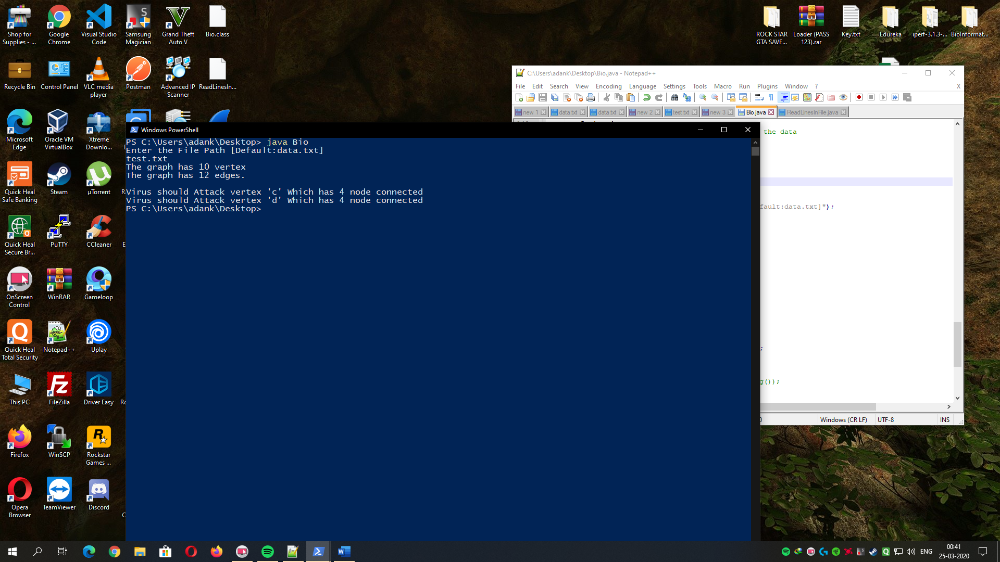 Shop for
Supplies - ...
Google
Chrome
Visual Studio
Code
Samsung
Magician
Grand Theft
Auto V
Bio.class
ROCK STAR
GTA SAVE...
Loader (PASS
123).rar
Key.txt
Edureka
iperf-3.1.3-...
BioInformat...
Recycle Bin
Control Panel
VLC media
player
Postman
Advanced IP
Scanner
ReadLinesIn...
Microsoft
Edge
Oracle VM
VirtualBox
Xtreme
Downlo...
Quick Heal
Safe Banking
Steam
µTorrent
Quick Heal
Secure Br...
PuTTY
CCleaner
OnScreen
Control
WinRAR
Gameloop
Quick Heal
Total Security
Notepad++
Uplay
This PC
FileZilla
Driver Easy
Firefox
WinSCP
Rockstar
Games ...
Opera
Browser
TeamViewer
Discord
C:\Users\adank\Desktop\Bio.java - Notepad++
File Edit Search View Encoding Language Settings Tools Macro Run Plugins Window ? X
new 1 data.txt data.txt new 2 test.txt new 3 Bio.java ReadLinesInFile.java
the data
fault:data.txt]");
;
g());
Windows (CR LF) UTF-8 INS
Windows PowerShell
PS C:\Users\adank\Desktop> java Bio
Enter the File Path [Default:data.txt]
test.txt
The graph has 10 vertex
The graph has 12 edges.
Virus should Attack vertex 'c' Which has 4 node connected
Virus should Attack vertex 'd' Which has 4 node connected
PS C:\Users\adank\Desktop>
ENG
00:41
25-03-2020